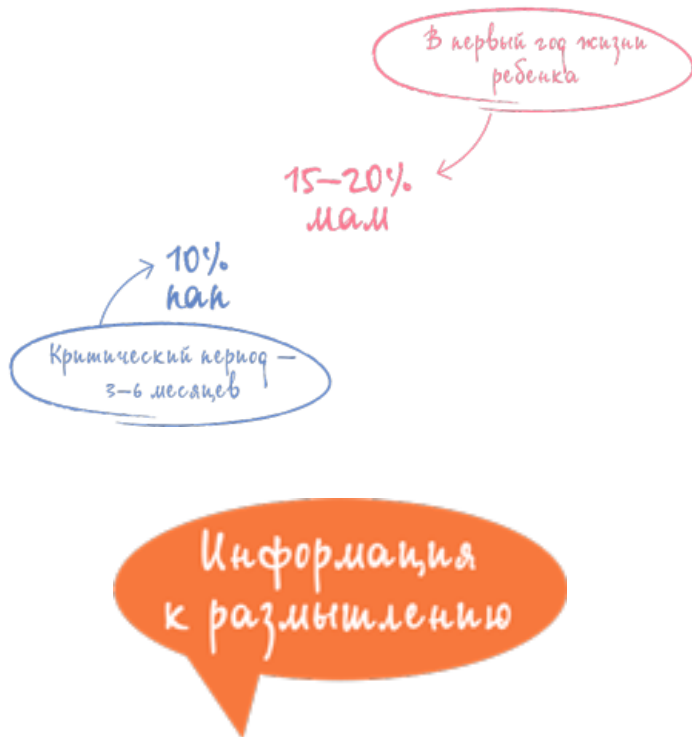 В первый год жизни
ребенка
15–20%
мам
10%
пап
Критический период –
3–6 месяцев
Информация
к размышлению